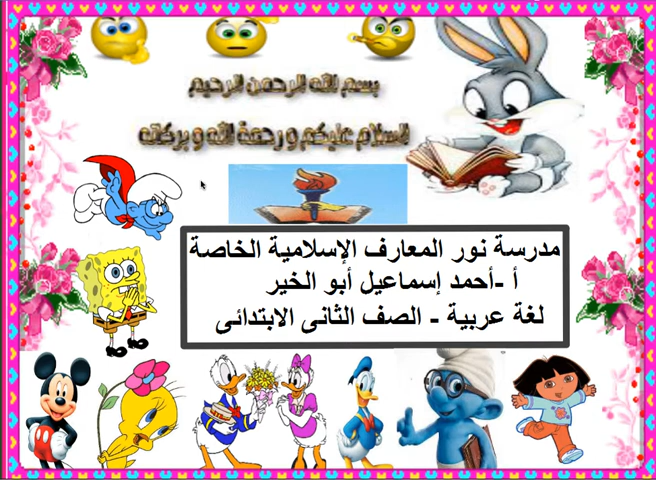 بسم الله الرحمن الرحيم
السلام عليكم و رحمة الله و بركاته
مدرسة نور المعارف الإسلامية الخاصة
أ -أحمد إسماعيل أبو الخير
لغة عربية - الصف الثانى الابتدائى